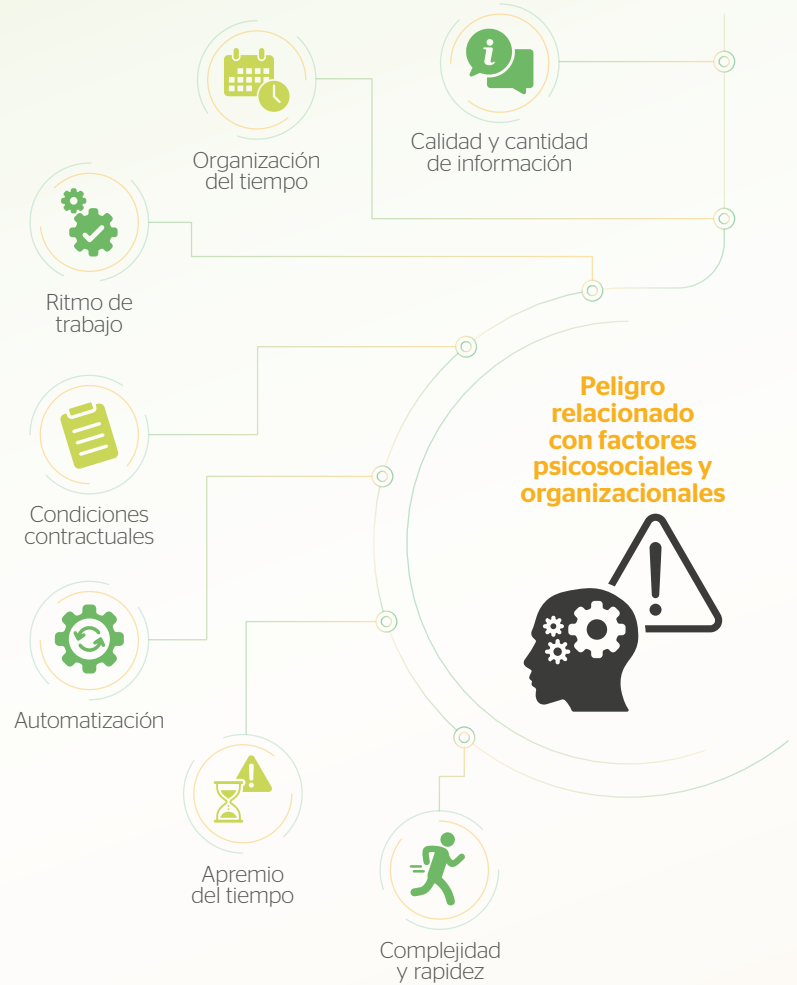 Organización
del tiempo
Calidad y cantidad
de información
Ritmo de
trabajo
Peligro
relacionado
con factores
psicosociales y
organizacionales
Condiciones
contractuales
Automatización
Apremio
del tiempo
Complejidad
y rapidez